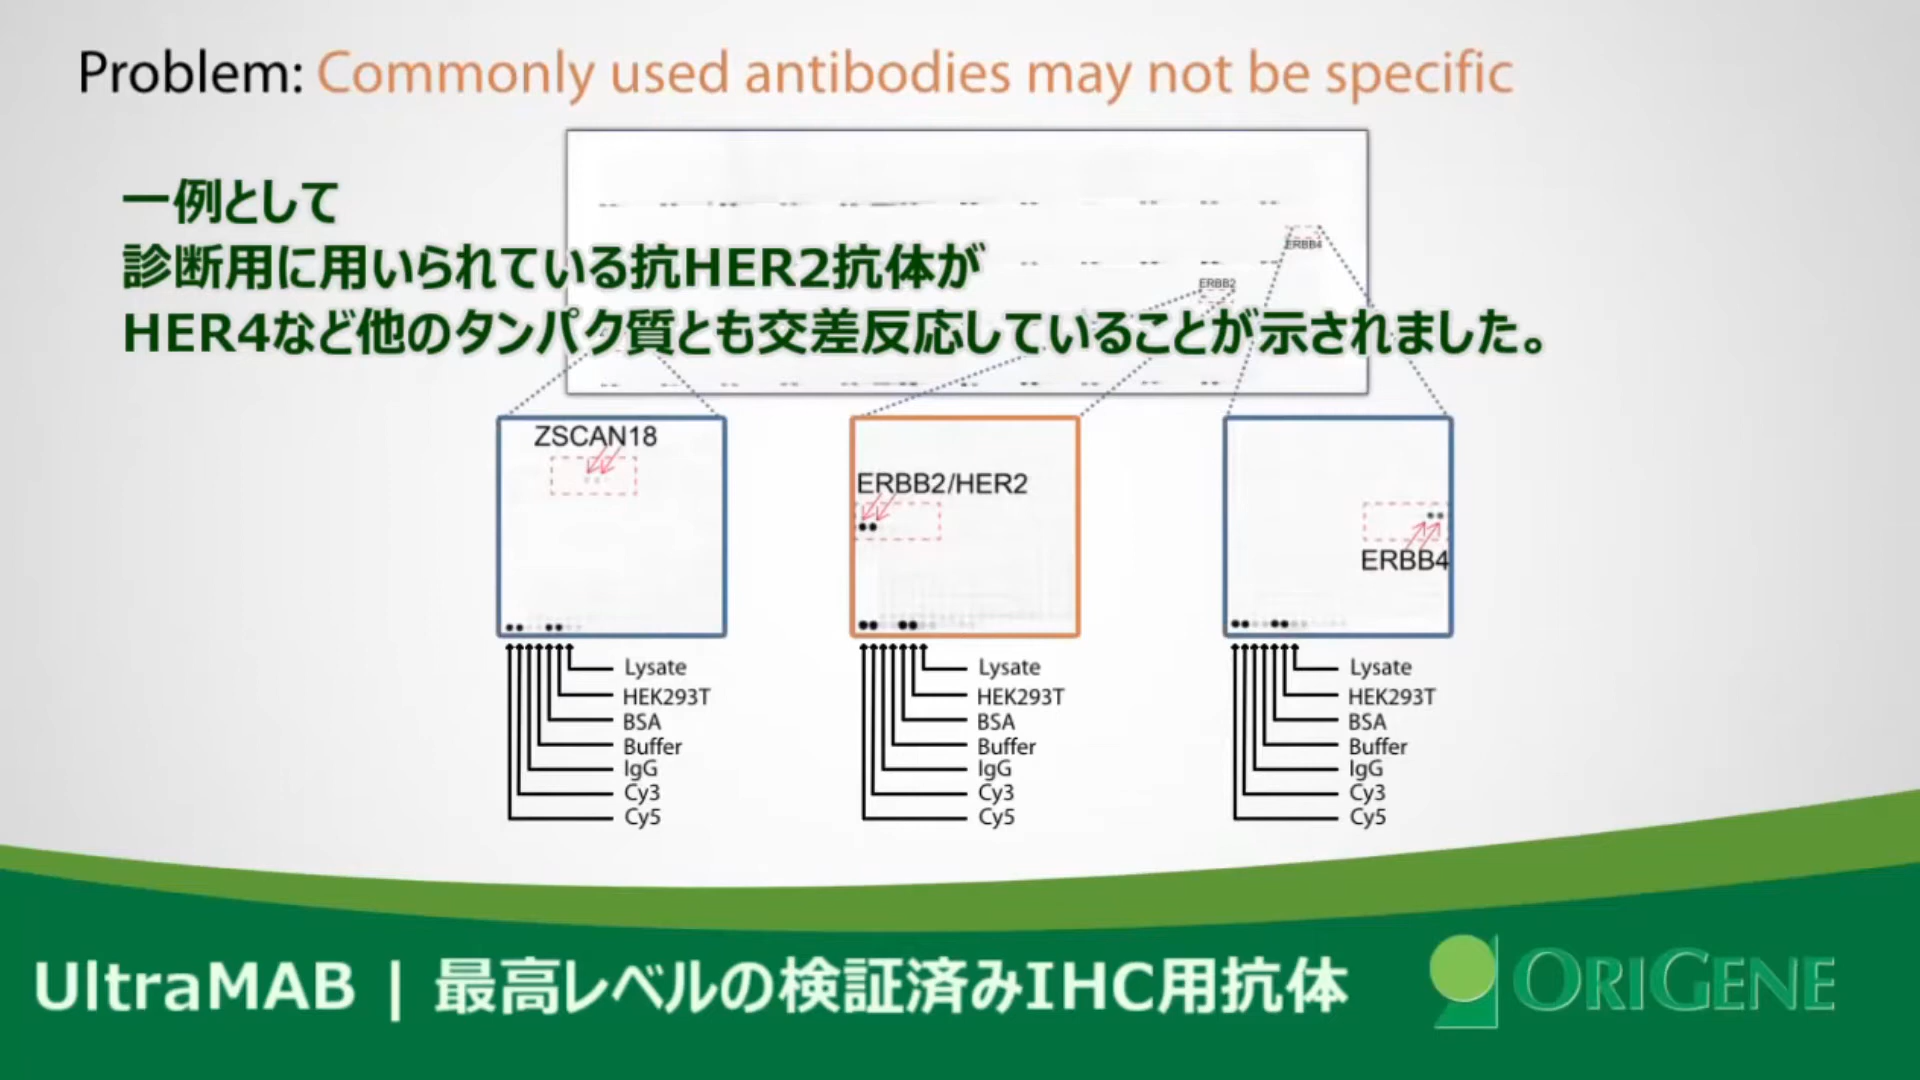 Problem: Commonly used antibodies may not be specific
一例として
診断用に用いられている抗HER2抗体が
HER4など他のタンパク質とも交差反応していることが示されました。
ERBB4
ERBB2
ZSCAN18
ERBB2/HER2
ERBB4
Lysate
HEK293T
BSA
Buffer
IgG
Cy3
Cy5
Lysate
HEK293T
BSA
Buffer
IgG
Cy3
Cy5
Lysate
HEK293T
BSA
Buffer
IgG
Cy3
Cy5
UltraMAB | 最高レベルの検証済みIHC用抗体
ORIGENE